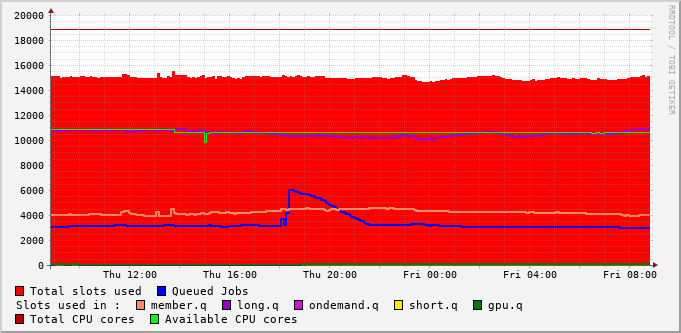 20000
18000
16000
14000
12000
10000
8000
6000
4000
2000
0
Thu 12:00 Thu 16:00 Thu 20:00 Fri 00:00 Fri 04:00 Fri 08:00
RRDTOOL / TOBI OETIKER
Total slots used Queued Jobs
Slots used in : member.q long.q ondemand.q short.q gpu.q
Total CPU cores Available CPU cores